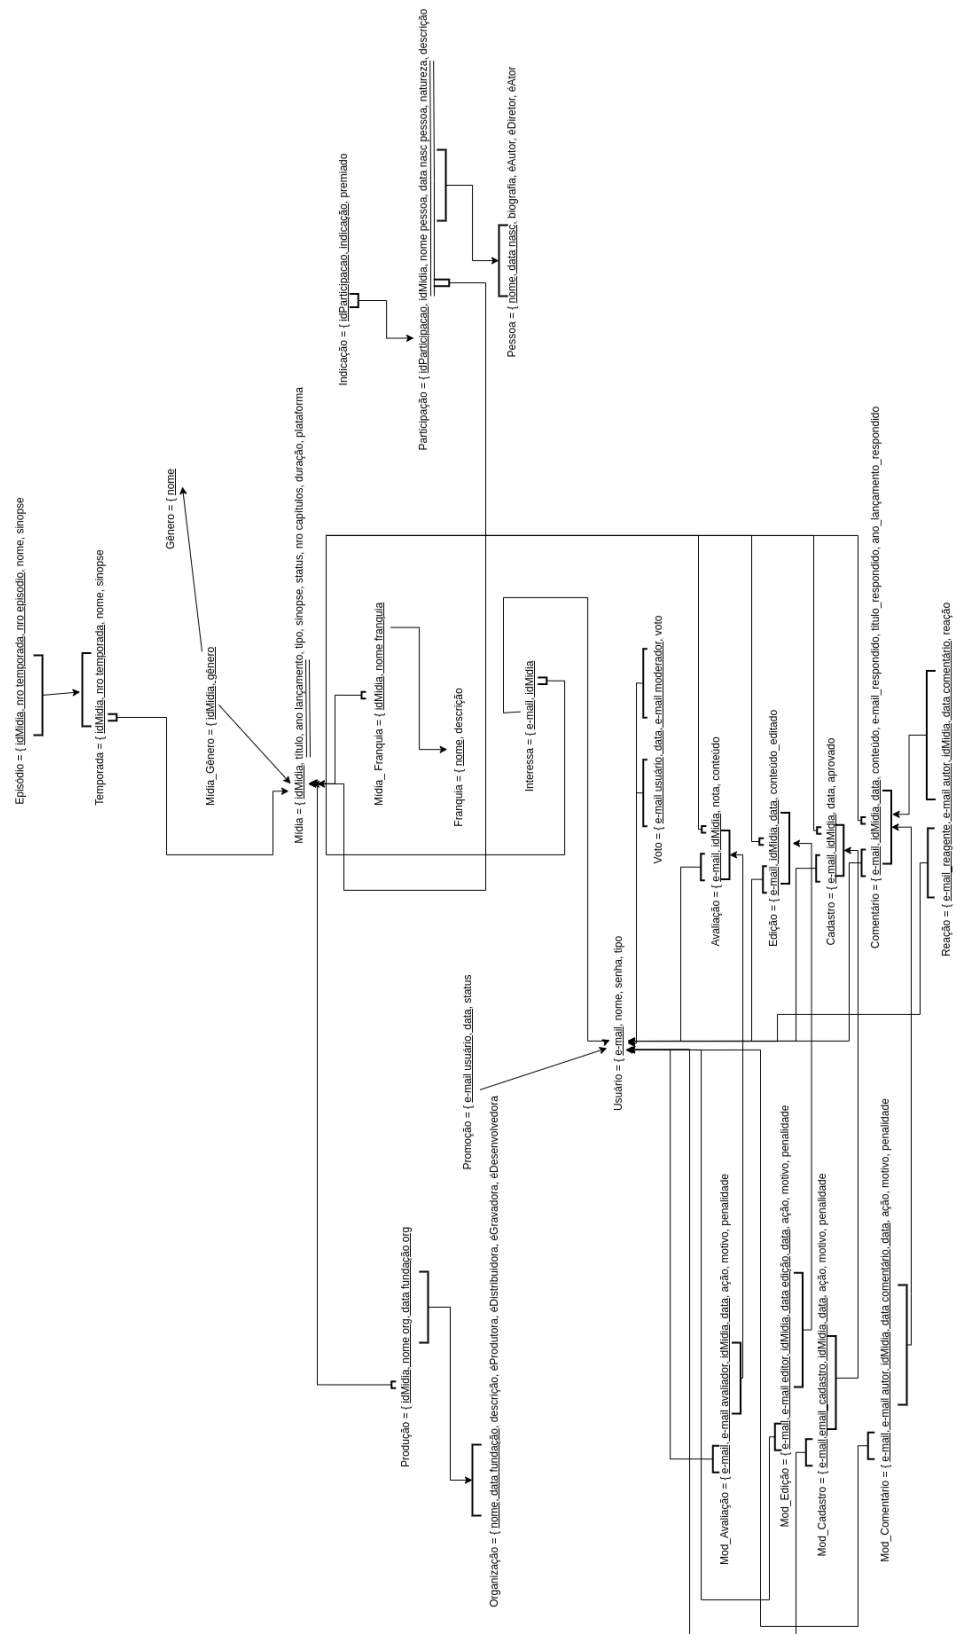 Episódio = { idMidia, nro temporada, nro episodio, nome, sinopse
Temporada = { idMidia, nro temporada, nome, sinopse
Gênero = { nome
Mídia_Gênero = { idMidia, gênero
Mídia = { idMidia, título, ano lançamento, tipo, sinopse, status, nro capítulos, duração, plataforma
Indicação = { idParticipacao, indicação, premiado
Mídia_ Franquia = { idMidia, nome franquia
Produção = { idMidia, nome org, data fundação org
Participação = { idParticipacao, idMidia, nome pessoa, data nasc pessoa, natureza, descrição
Franquia = { nome, descrição
Promoção = { e-mail usuário, data, status
Organização = { nome, data fundação, descrição, éProdutora, éDistribuidora, éGravadora, éDesenvolvedora
Pessoa = { nome, data nasc, biografia, éAutor, éDiretor, éAtor
Interessa = { e-mail, idMidia
Usuário = { e-mail, nome, senha, tipo
Voto = { e-mail usuário, data, e-mail moderador, voto
Avaliação = { e-mail, idMidia, nota, conteúdo
Mod_Avaliação = { e-mail, e-mail avaliador, idMidia, data, ação, motivo, penalidade
Edição = { e-mail, idMidia, data, conteúdo_editado
Mod_Edição = { e-mail, e-mail editor, idMidia, data edição, data, ação, motivo, penalidade
Cadastro = { e-mail, idMidia, data, aprovado
Mod_Cadastro = { e-mail,email_cadastro, idMidia, data, ação, motivo, penalidade
Comentário = { e-mail, idMidia, data, conteúdo, e-mail_respondido, título_respondido, ano_lançamento_respondido
Mod_Comentário = { e-mail, e-mail autor, idMidia, data comentário, data, ação, motivo, penalidade
Reação = { e-mail_reagente, e-mail autor, idMidia, data comentário, reação